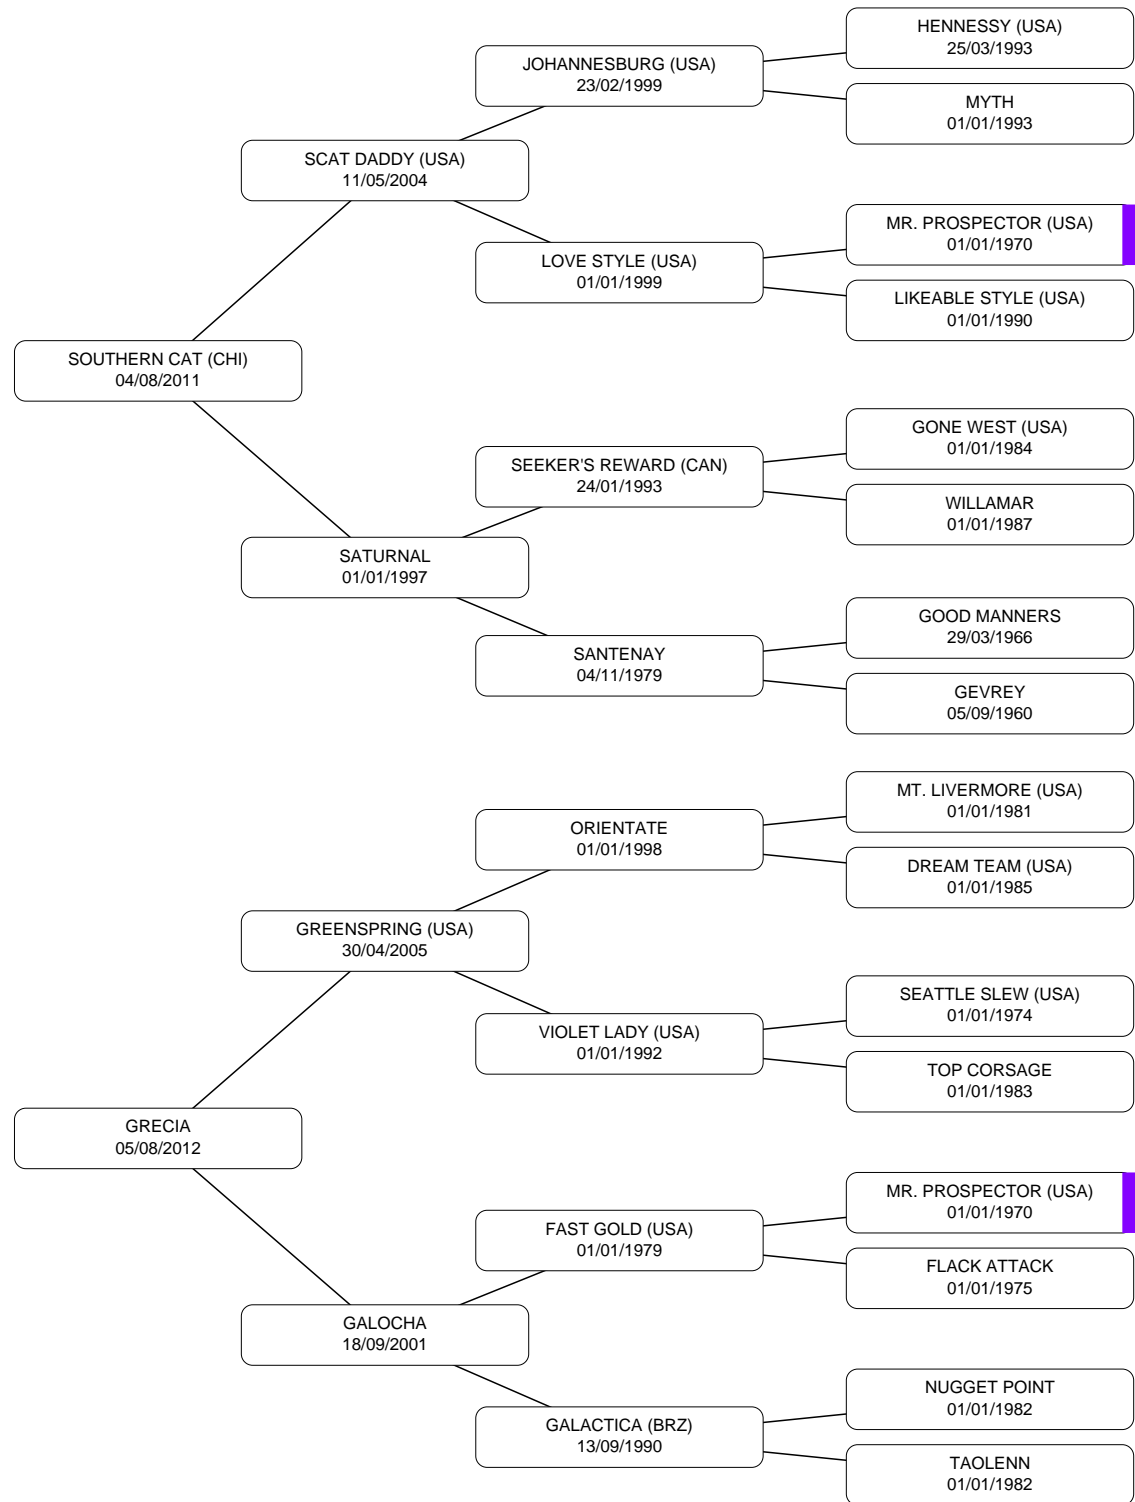 HENNESSY (USA)
25/03/1993
JOHANNESBURG (USA)
23/02/1999
MYTH
01/01/1993
SCAT DADDY (USA)
11/05/2004
MR. PROSPECTOR (USA)
01/01/1970
LOVE STYLE (USA)
01/01/1999
LIKEABLE STYLE (USA)
01/01/1990
SOUTHERN CAT (CHI)
04/08/2011
GONE WEST (USA)
01/01/1984
SEEKER'S REWARD (CAN)
24/01/1993
WILLAMAR
01/01/1987
SATURNAL
01/01/1997
GOOD MANNERS
29/03/1966
SANTENAY
04/11/1979
GEVREY
05/09/1960
MT. LIVERMORE (USA)
01/01/1981
ORIENTATE
01/01/1998
DREAM TEAM (USA)
01/01/1985
GREENSPRING (USA)
30/04/2005
SEATTLE SLEW (USA)
01/01/1974
VIOLET LADY (USA)
01/01/1992
TOP CORSAGE
01/01/1983
GRECIA
05/08/2012
MR. PROSPECTOR (USA)
01/01/1970
FAST GOLD (USA)
01/01/1979
FLACK ATTACK
01/01/1975
GALOCHA
18/09/2001
NUGGET POINT
01/01/1982
GALACTICA (BRZ)
13/09/1990
TAOLENN
01/01/1982